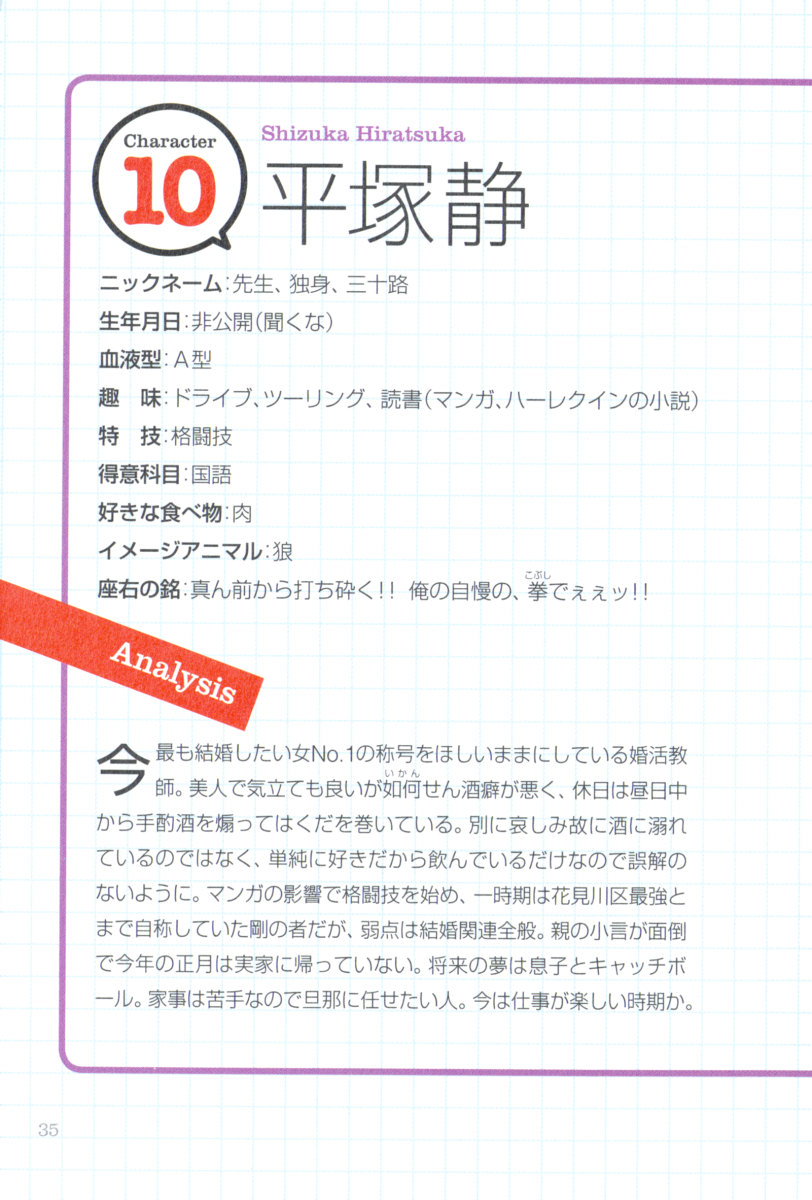 Character
10
Shizuka Hiratsuka
平塚静
ニックネーム：先生、独身、三十路
生年月日：非公開（聞くな）
血液型：A型
趣　味：ドライブ、ツーリング、読書（マンガ、ハーレクインの小説）
特　技：格闘技
得意科目：国語
好きな食べ物：肉
イメージアニマル：狼
こぶし
座右の銘：真ん前から打ち砕く!! 俺の自慢の、拳でぇぇッ!!
Analysis
今最も結婚したい女No.1の称号をほしいままにしている婚活教
いかん
師。美人で気立ても良いが如何せん酒癖が悪く、休日は昼日中
から手酌酒を煽ってはくだを巻いている。別に哀しみ故に酒に溺れ
ているのではなく、単純に好きだから飲んでいるだけなので誤解の
ないように。マンガの影響で格闘技を始め、一時期は花見川区最強と
まで自称していた剛の者だが、弱点は結婚関連全般。親の小言が面倒
で今年の正月は実家に帰っていない。将来の夢は息子とキャッチボ
ール。家事は苦手なので旦那に任せたい人。今は仕事が楽しい時期か。
35